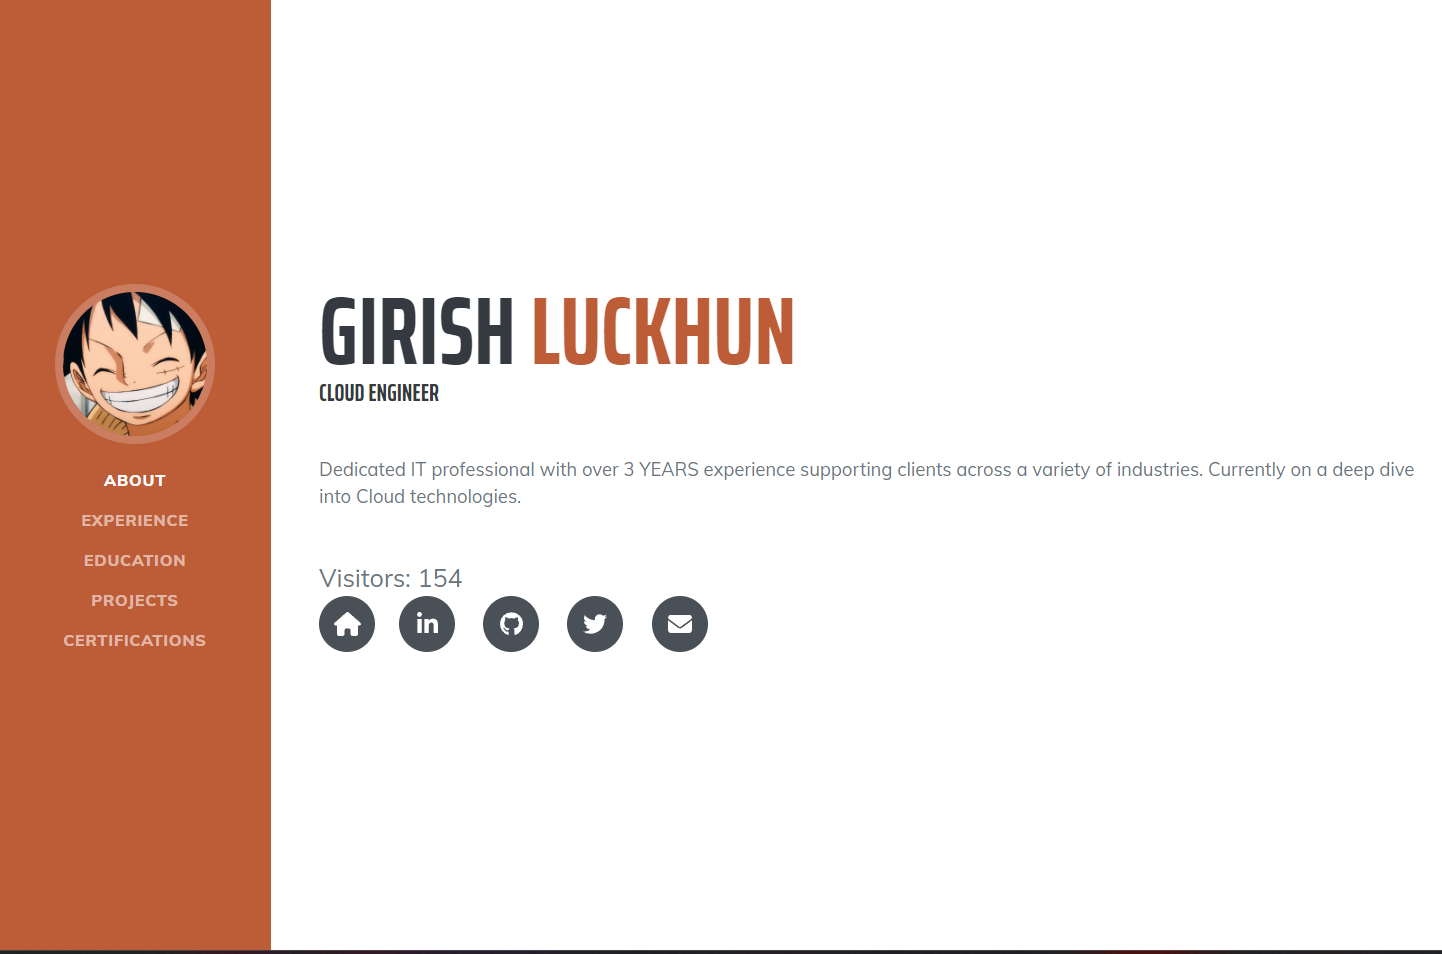 ABOUT
EXPERIENCE
EDUCATION
PROJECTS
CERTIFICATIONS
GIRISH LUCKHUN
CLOUD ENGINEER
Dedicated IT professional with over 3 YEARS experience supporting clients across a variety of industries. Currently on a deep dive
into Cloud technologies.
Visitors: 154
in